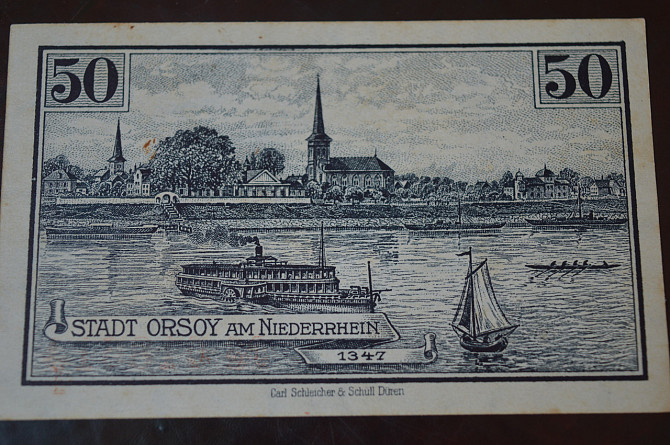 50 50
STADT ORSOY AM NIEDERRHEIN
1347
Carl Schleicher & Schüll Düren